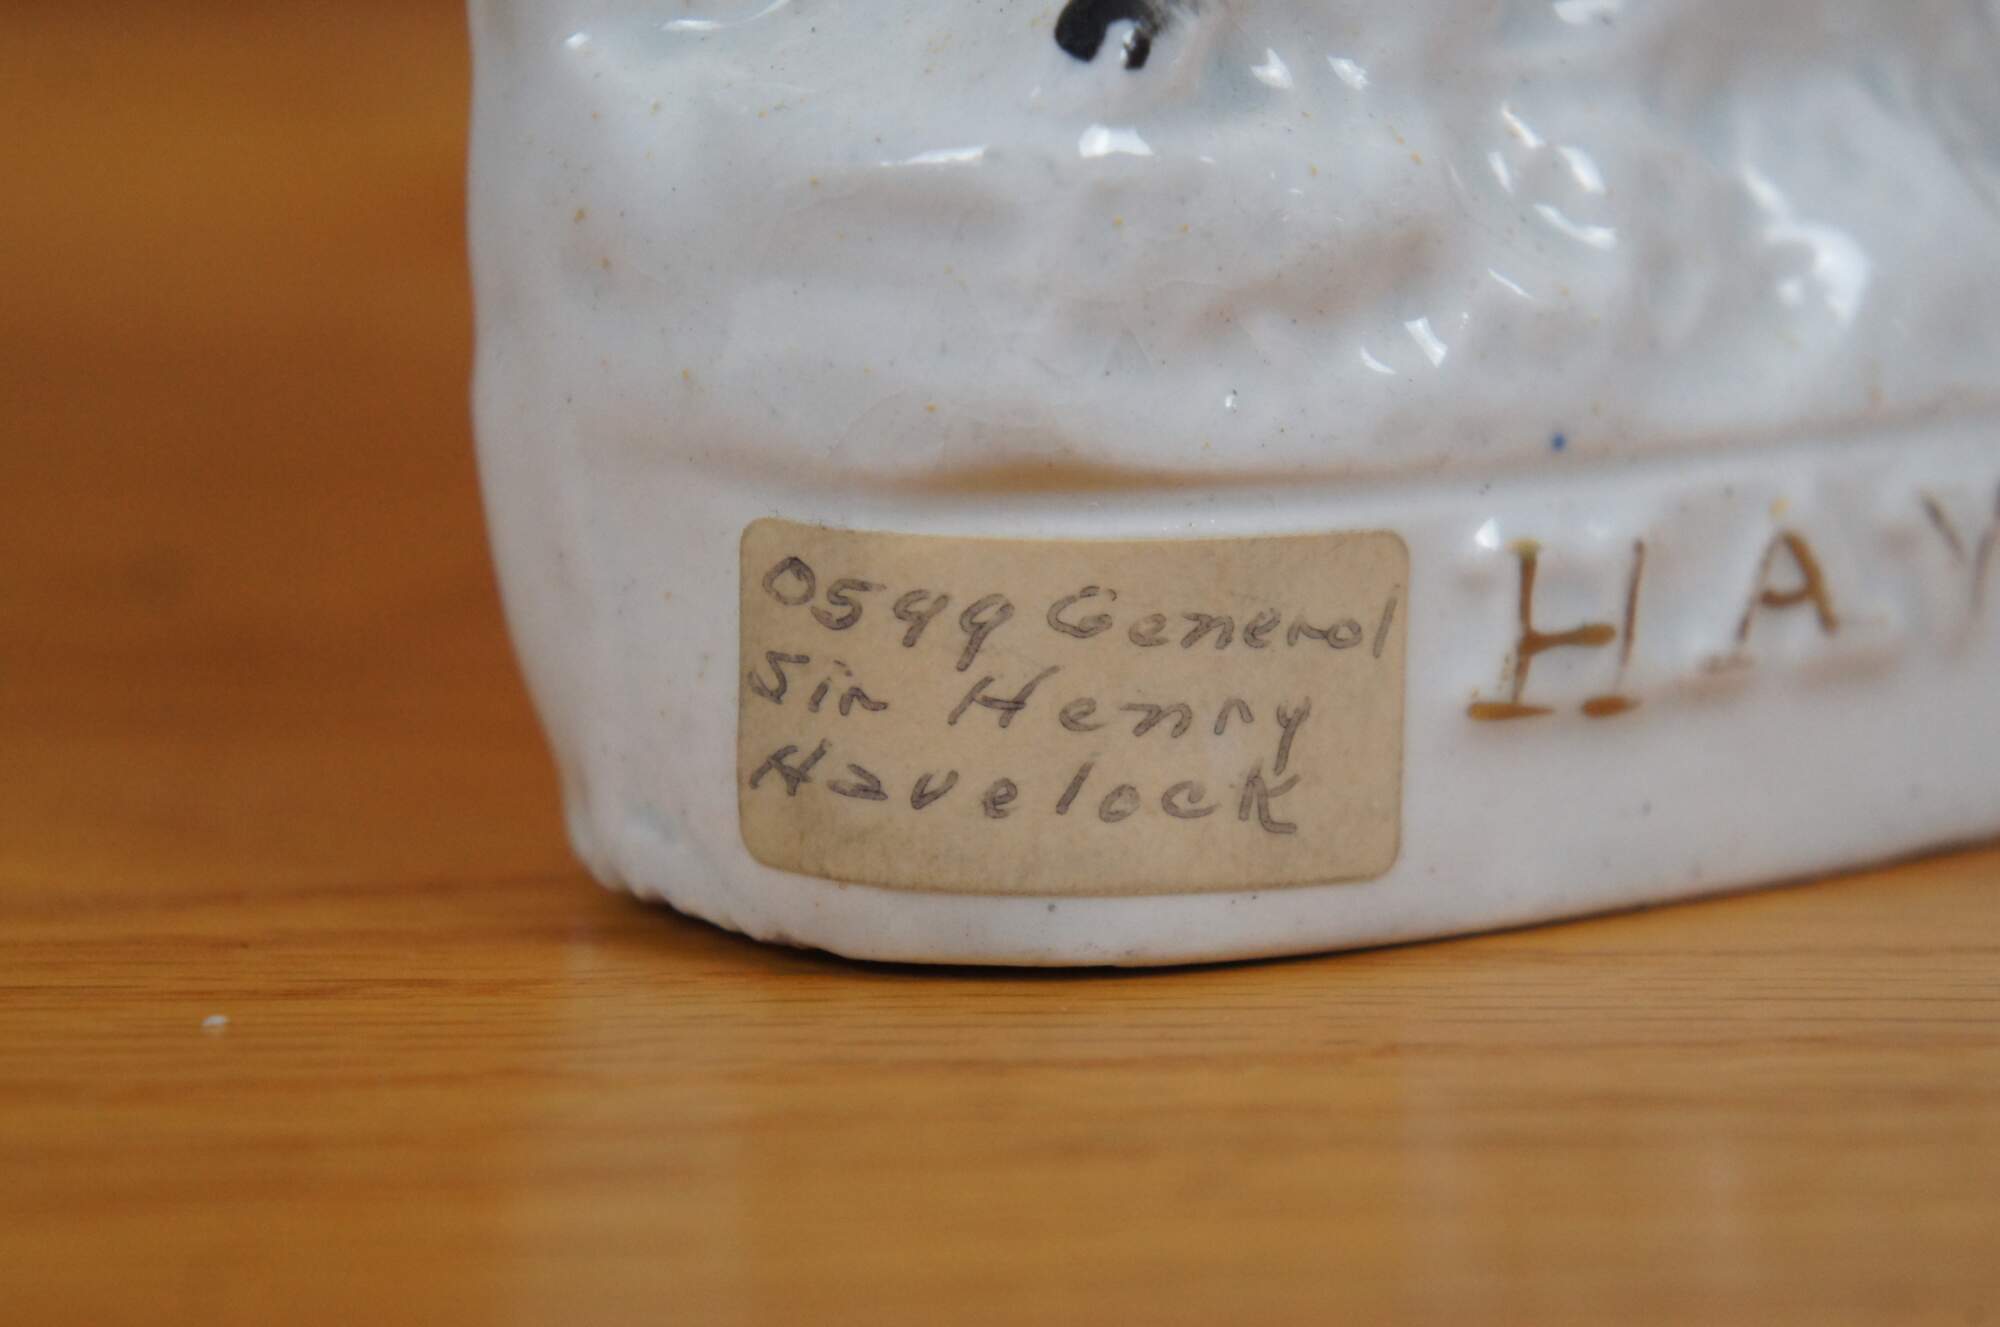 0599 General
Sir Henry
Havelock
HAV